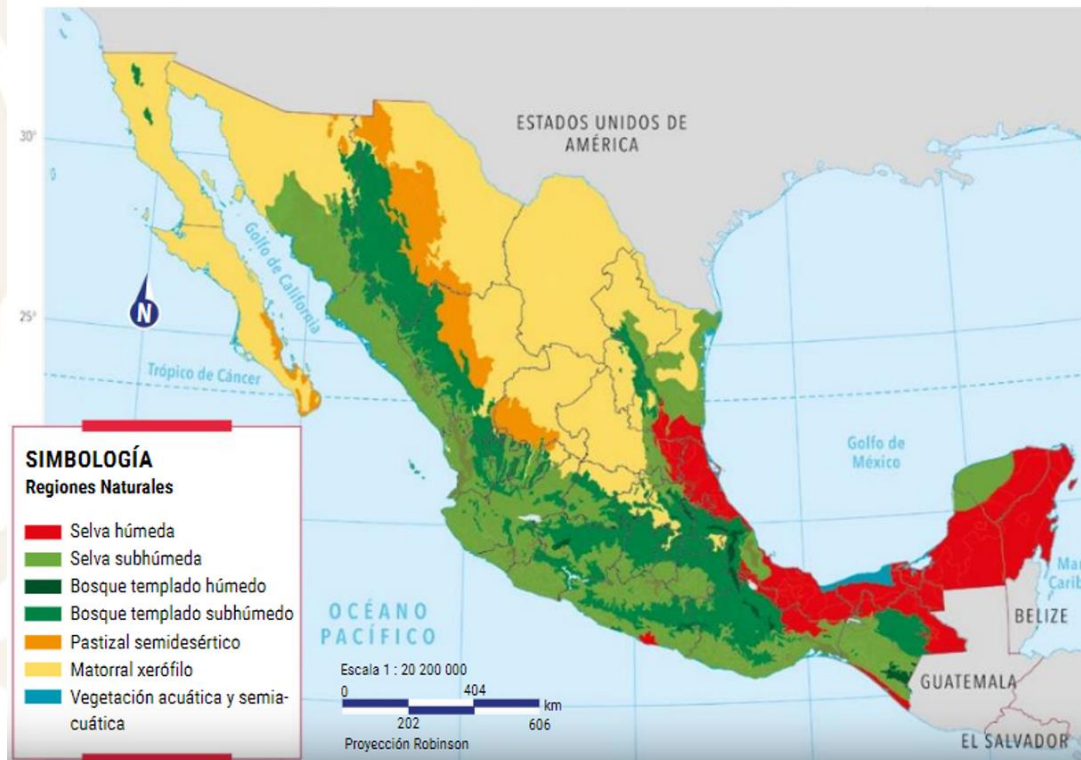 ESTADOS UNIDOS DE
AMÉRICA
30°
Golfo de California
25°
N
Trópico de Cáncer
Golfo de
México
SIMBOLOGÍA
Regiones Naturales
Selva húmeda
Selva subhúmeda
Bosque templado húmedo
Bosque templado subhúmedo
Pastizal semidesértico
Matorral xerófilo
Vegetación acuática y semia-
cuática
Mar
Carib
BELIZE
OCÉANO
PACÍFICO
Escala 1 : 20 200 000
0 404
km
202 606
Proyección Robinson
GUATEMALA
EL SALVADOR